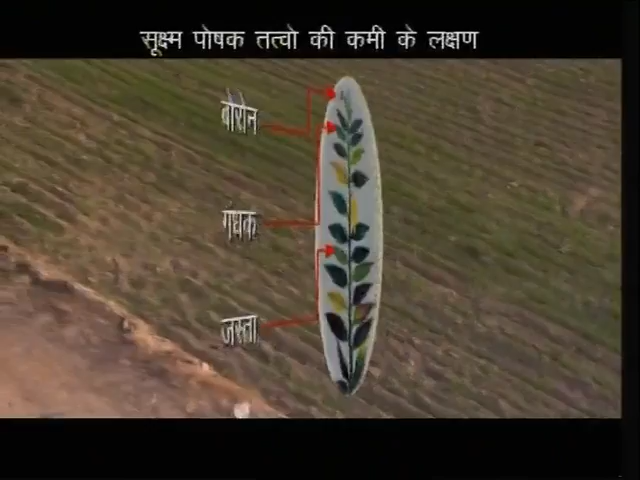 सूक्ष्म पोषक तत्वो की कमी के लक्षण
बोरोन
गंधक
जस्ता